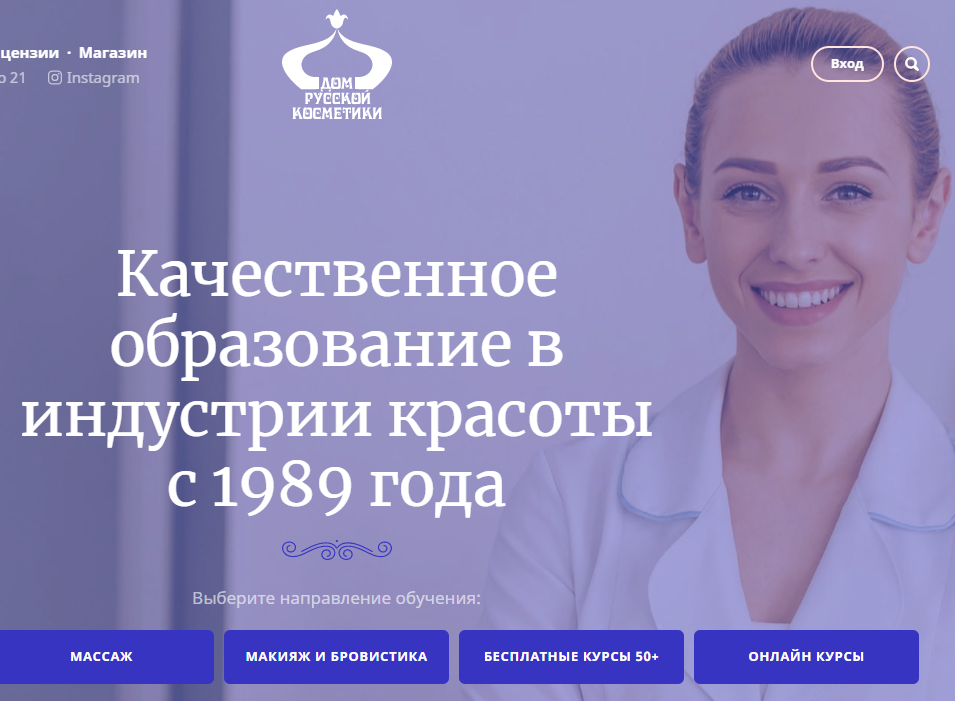 цензии · Магазин
о 21 Instagram
ДОМ
РУССКОЙ
КОСМЕТИКИ
Вход
Качественное
образование в
индустрии красоты
с 1989 года
Выберите направление обучения:
МАССАЖ
МАКИЯЖ И БРОВИСТИКА
БЕСПЛАТНЫЕ КУРСЫ 50+
ОНЛАЙН КУРСЫ